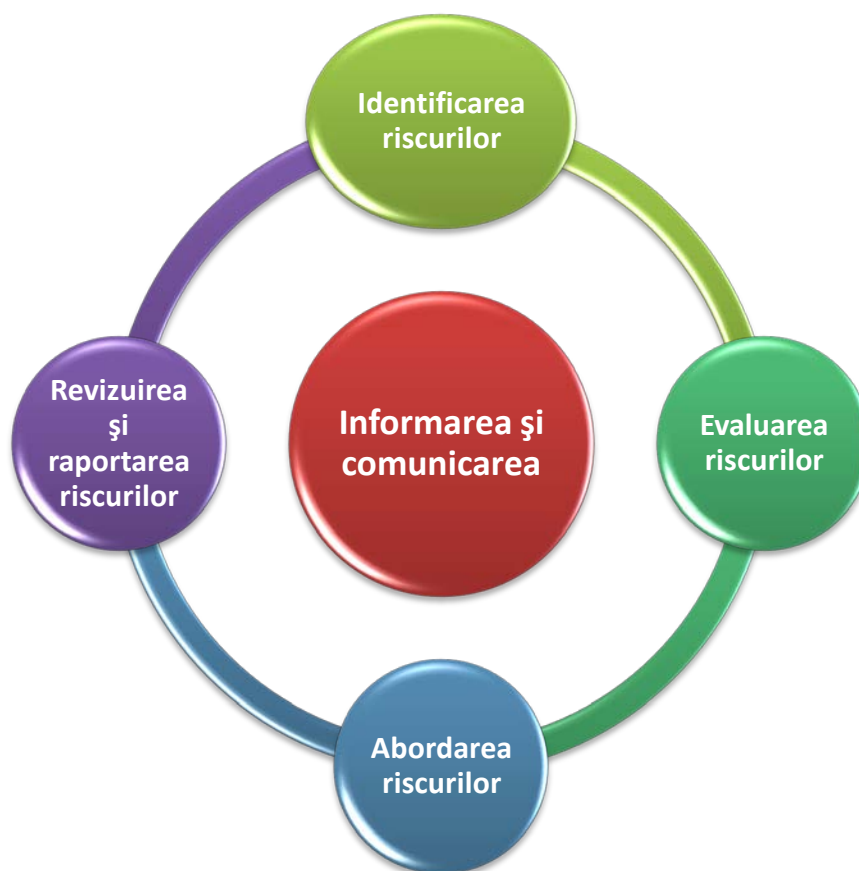 Identificarea
riscurilor
Revizuirea
şi
raportarea
riscurilor
Informarea şi
comunicarea
Evaluarea
riscurilor
Abordarea
riscurilor